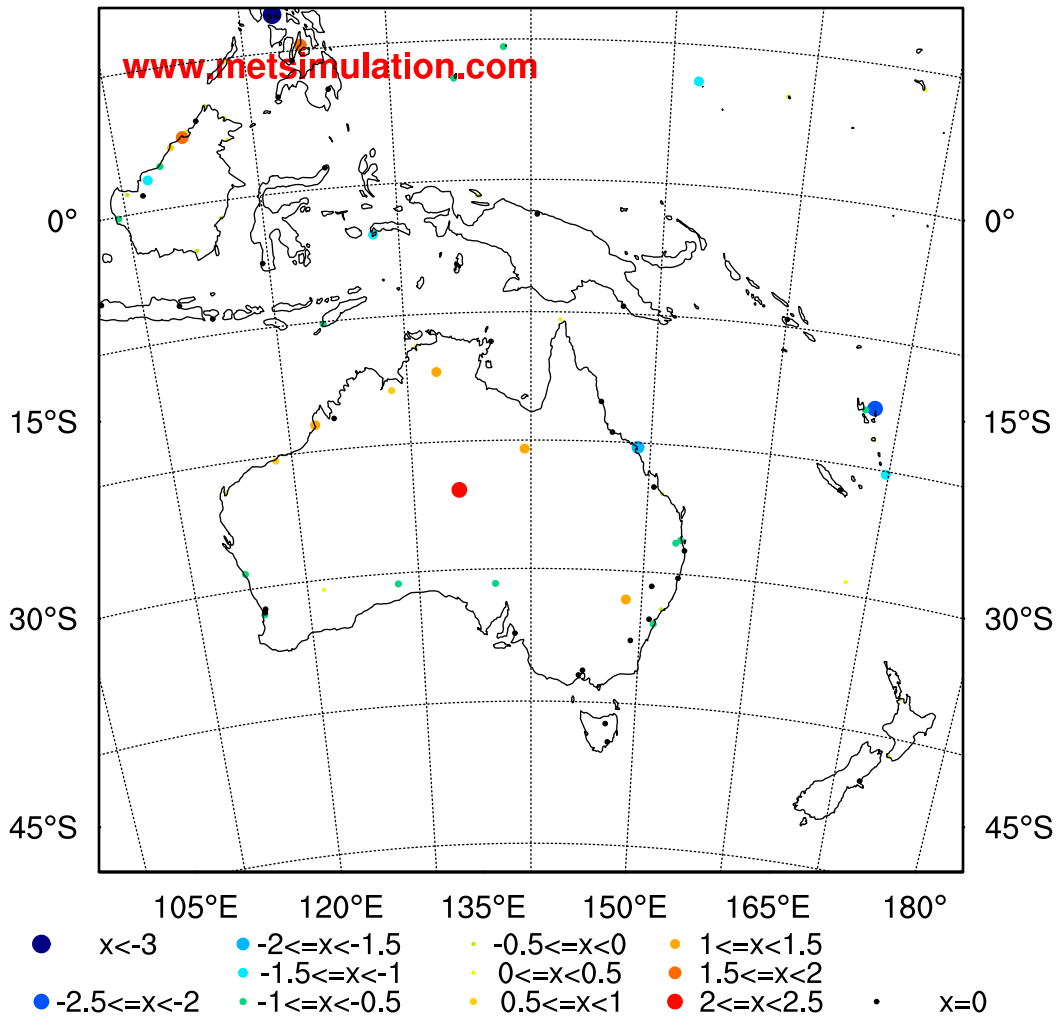 www.metsimulation.com
0° 0°
15°S 15°S
30°S 30°S
45°S 45°S
105°E 120°E 135°E 150°E 165°E 180°
x<-3 -2<=x<-1.5 -0.5<=x<0 1<=x<1.5
-1.5<=x<-1 0<=x<0.5 1.5<=x<2
-2.5<=x<-2 -1<=x<-0.5 0.5<=x<1 2<=x<2.5 x=0